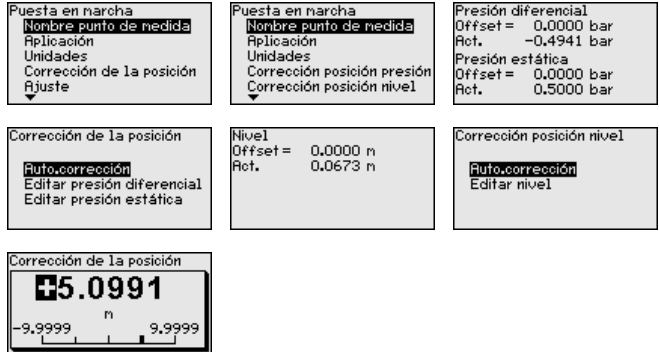 Puesta en marcha
Nombre punto de medida
Aplicación
Unidades
Corrección de la posición
Ajuste
Puesta en marcha
Nombre punto de medida
Aplicación
Unidades
Corrección posición presión
Corrección posición nivel
Presión diferencial
Offset = 0.0000 bar
Act. -0.4941 bar
Presión estática
Offset = 0.0000 bar
Act. 0.5000 bar
Corrección de la posición
Auto.corrección
Editar presión diferencial
Editar presión estática
Nivel
Offset = 0.0000 m
Act. 0.0673 m
Corrección posición nivel
Auto.corrección
Editar nivel
Corrección de la posición
+5.0991
m
-9.9999 9.9999